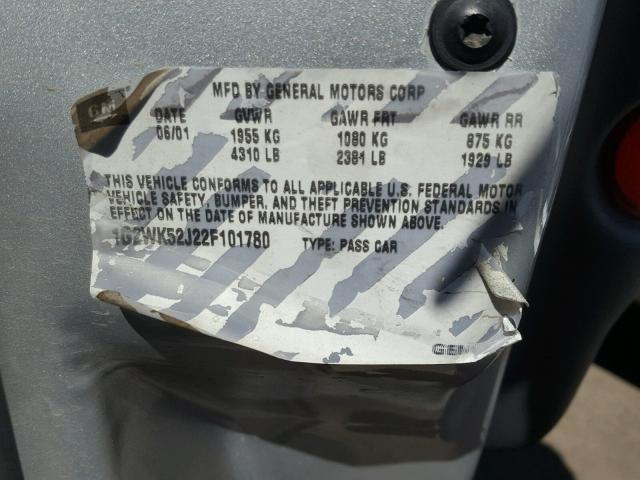 GM
MFD BY GENERAL MOTORS CORP
DATE GVWR GAWR FRT GAWR RR
06/01 1955 KG 1080 KG 875 KG
4310 LB 2381 LB 1929 LB
THIS VEHICLE CONFORMS TO ALL APPLICABLE U.S. FEDERAL MOTOR
VEHICLE SAFETY, BUMPER, AND THEFT PREVENTION STANDARDS IN
EFFECT ON THE DATE OF MANUFACTURE SHOWN ABOVE.
1G2WK52J22F101780 TYPE: PASS CAR